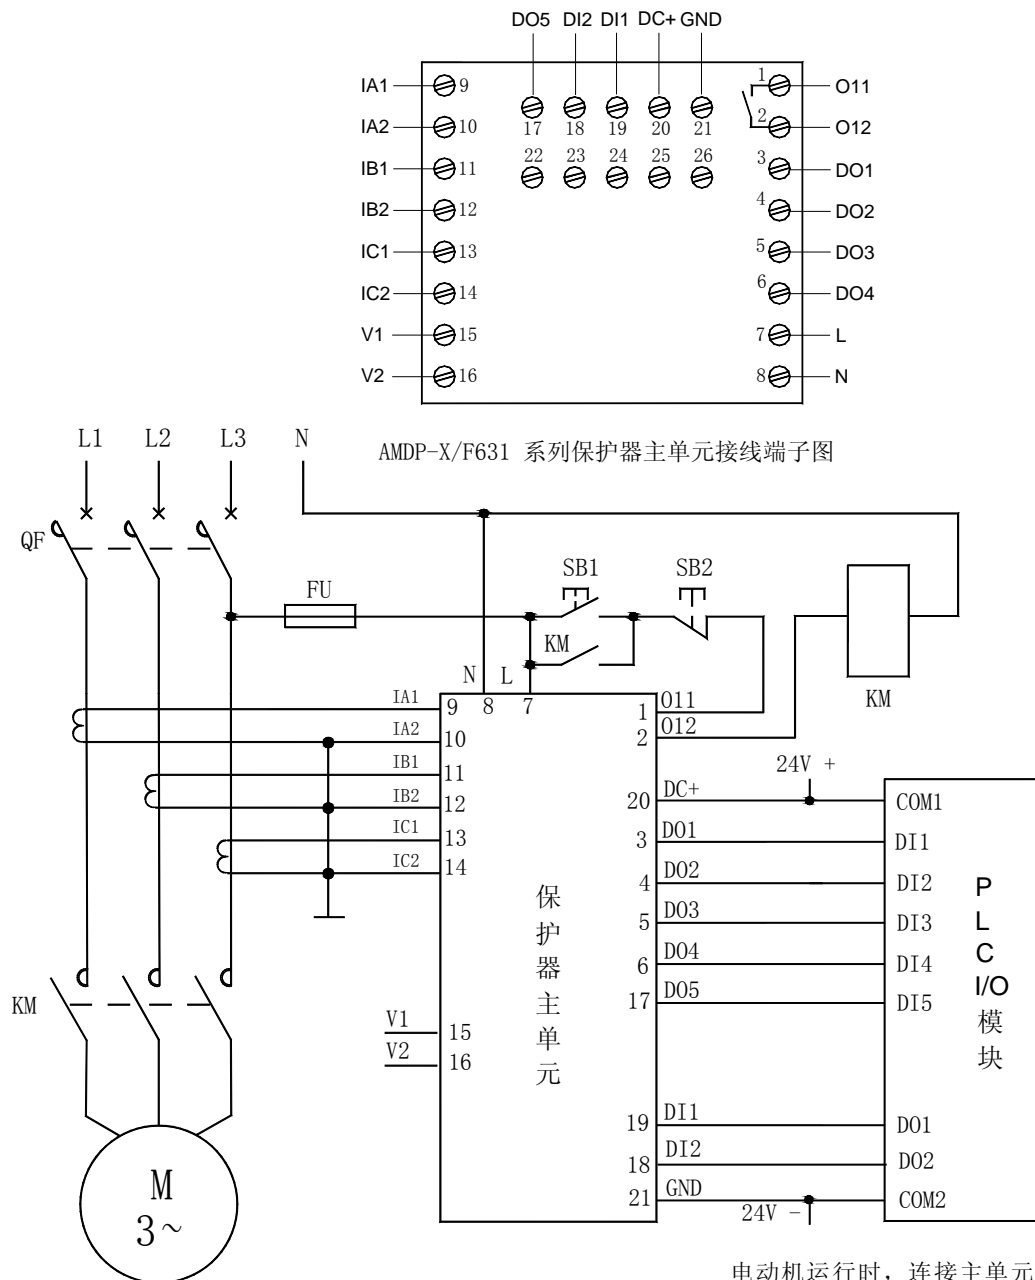 DO5 DI2 DI1 DC+ GND
IA1 9 1 O11
17 18 19 20 21
IA2 10 2 O12
22 23 24 25 26
IB1 11 3 DO1
IB2 12 4 DO2
IC1 13 5 DO3
IC2 14 6 DO4
V1 15 7 L
V2 16 8 N
AMDP-X/F631 系列保护器主单元接线端子图
L1 L2 L3 N
QF
FU
SB1 SB2
KM
KM
N L
8 7
IA1 9
IA2 10
IB1 11
IB2 12
IC1 13
IC2 14
1 O11
2 O12
24V +
20 DC+ COM1
3 DO1 DI1
4 DO2 DI2
5 DO3 DI3
6 DO4 DI4
17 DO5 DI5
保护器主单元
PLC I/O 模块
KM
V1 15
V2 16
19 DI1 DO1
18 DI2 DO2
21 GND COM2
24V -
M
3~
电动机运行时，连接主单元